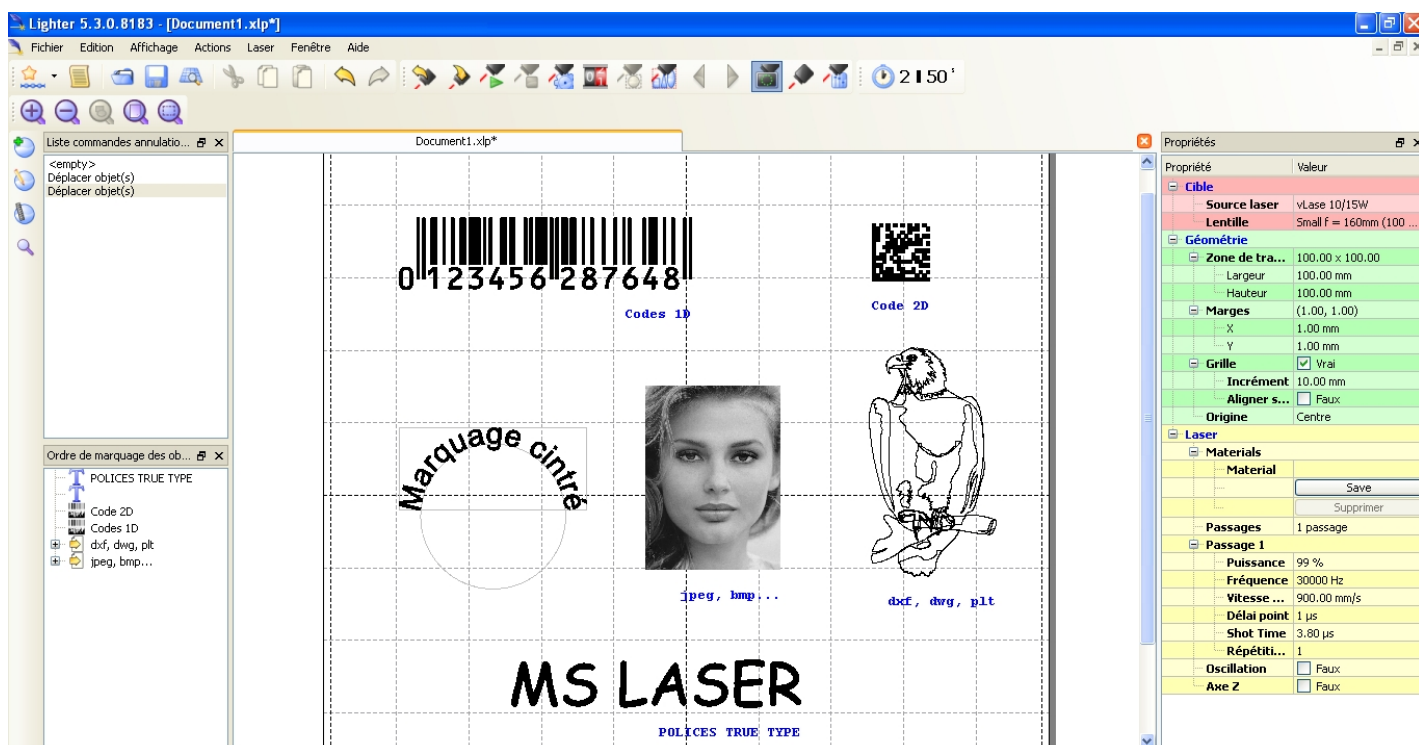 Lighter 5.3.0.8183 - [Document1.xlp*]
Fichier Edition Affichage Actions Laser Fenêtre Aide
2 50'
Liste commandes annulatio...
<empty>
Déplacer objet(s)
Déplacer objet(s)
Ordre de marquage des ob...
POLICES TRUE TYPE
Code 2D
Codes 1D
dxf, dwg, plt
jpeg, bmp...
Document1.xlp*
0 123456 287648
Codes 1D
Code 2D
Marquage cintré
jpeg, bmp...
dxf, dwg, plt
MS LASER
POLICES TRUE TYPE
Propriétés
Propriété Valeur
Cible
Source laser vLase 10/15W
Lentille Small f = 160mm (100 ...
Géométrie
Zone de tra... 100.00 x 100.00
Largeur 100.00 mm
Hauteur 100.00 mm
Marges (1.00, 1.00)
X 1.00 mm
Y 1.00 mm
Grille Vrai
Incrément 10.00 mm
Aligner s... Faux
Origine Centre
Laser
Materials
Material
Save
Supprimer
Passages 1 passage
Passage 1
Puissance 99 %
Fréquence 30000 Hz
Vitesse ... 900.00 mm/s
Délai point 1 µs
Shot Time 3.80 µs
Répétiti... 1
Oscillation Faux
Axe Z Faux